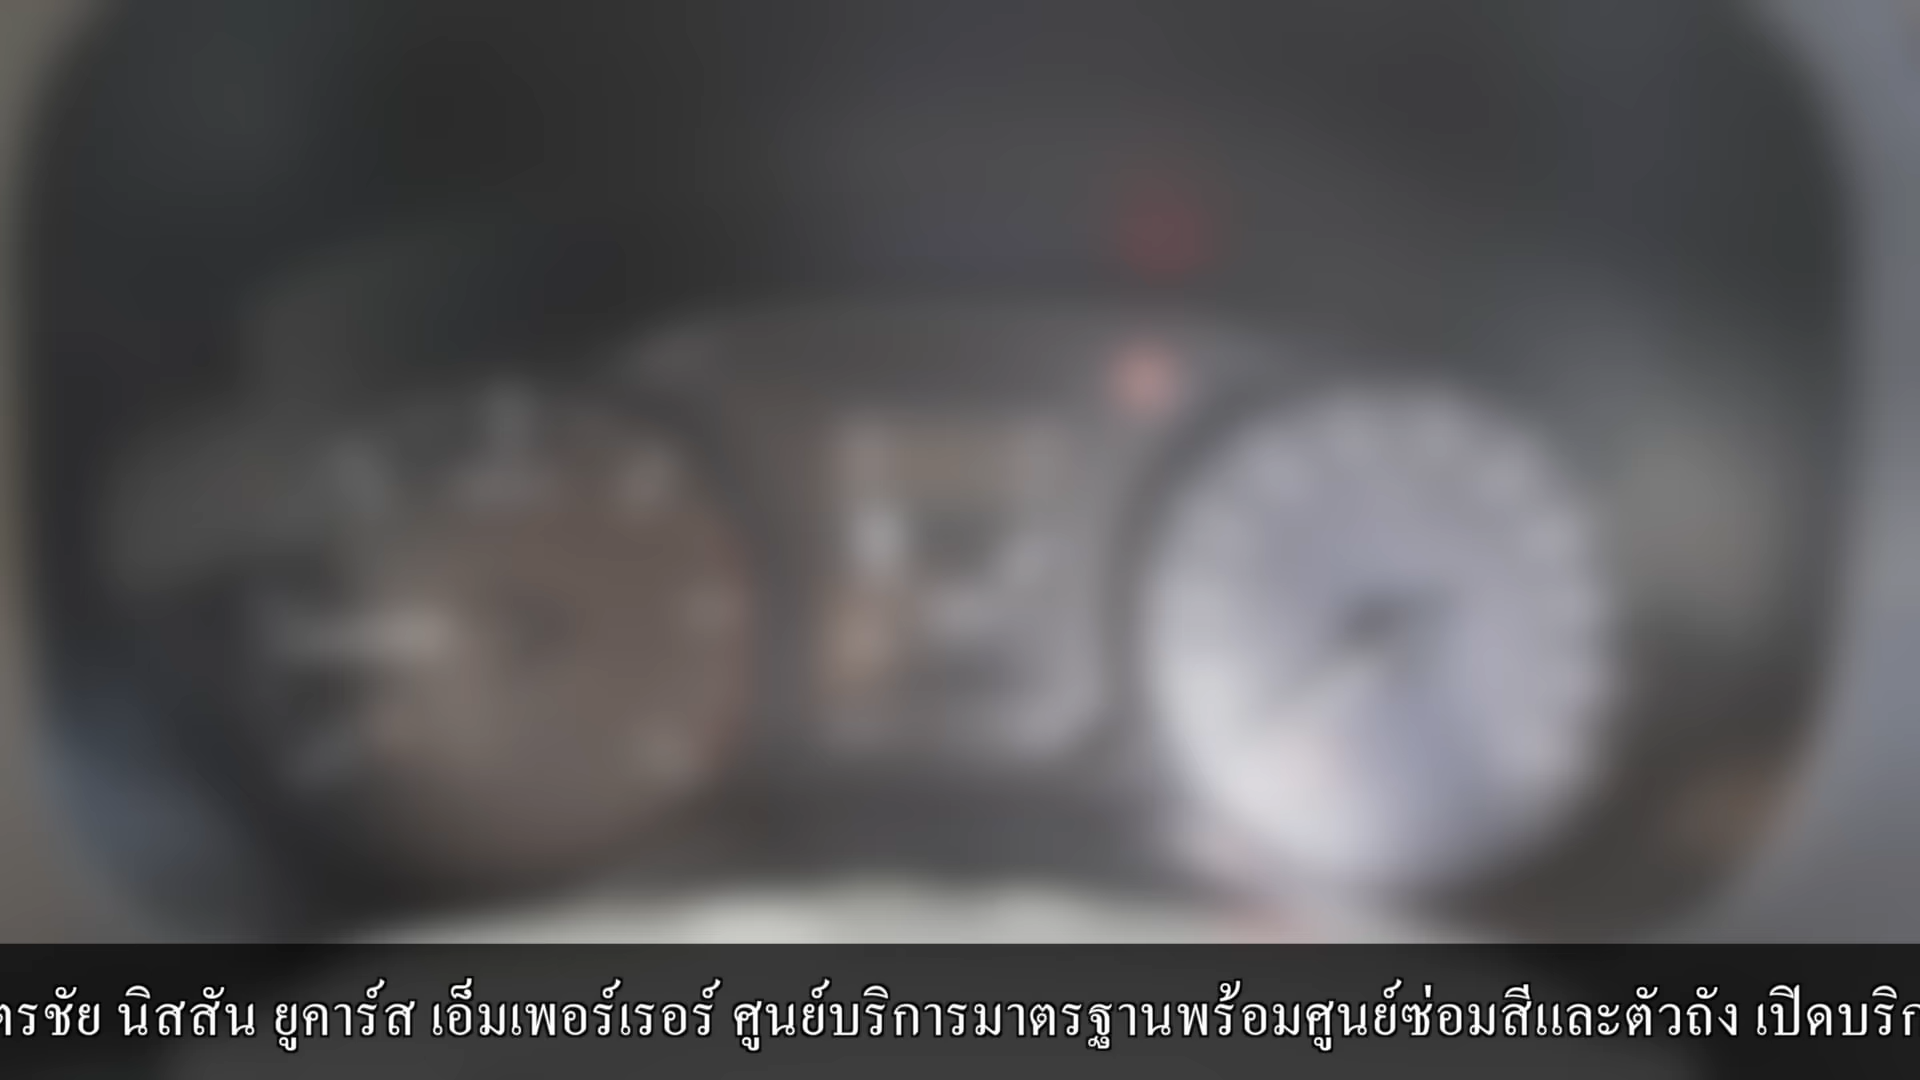 ตรชัย นิสสัน ยูคาร์ส เอ็มเพอร์เรอร์ ศูนย์บริการมาตรฐานพร้อมศูนย์ซ่อมสีและตัวถัง เปิดบริก